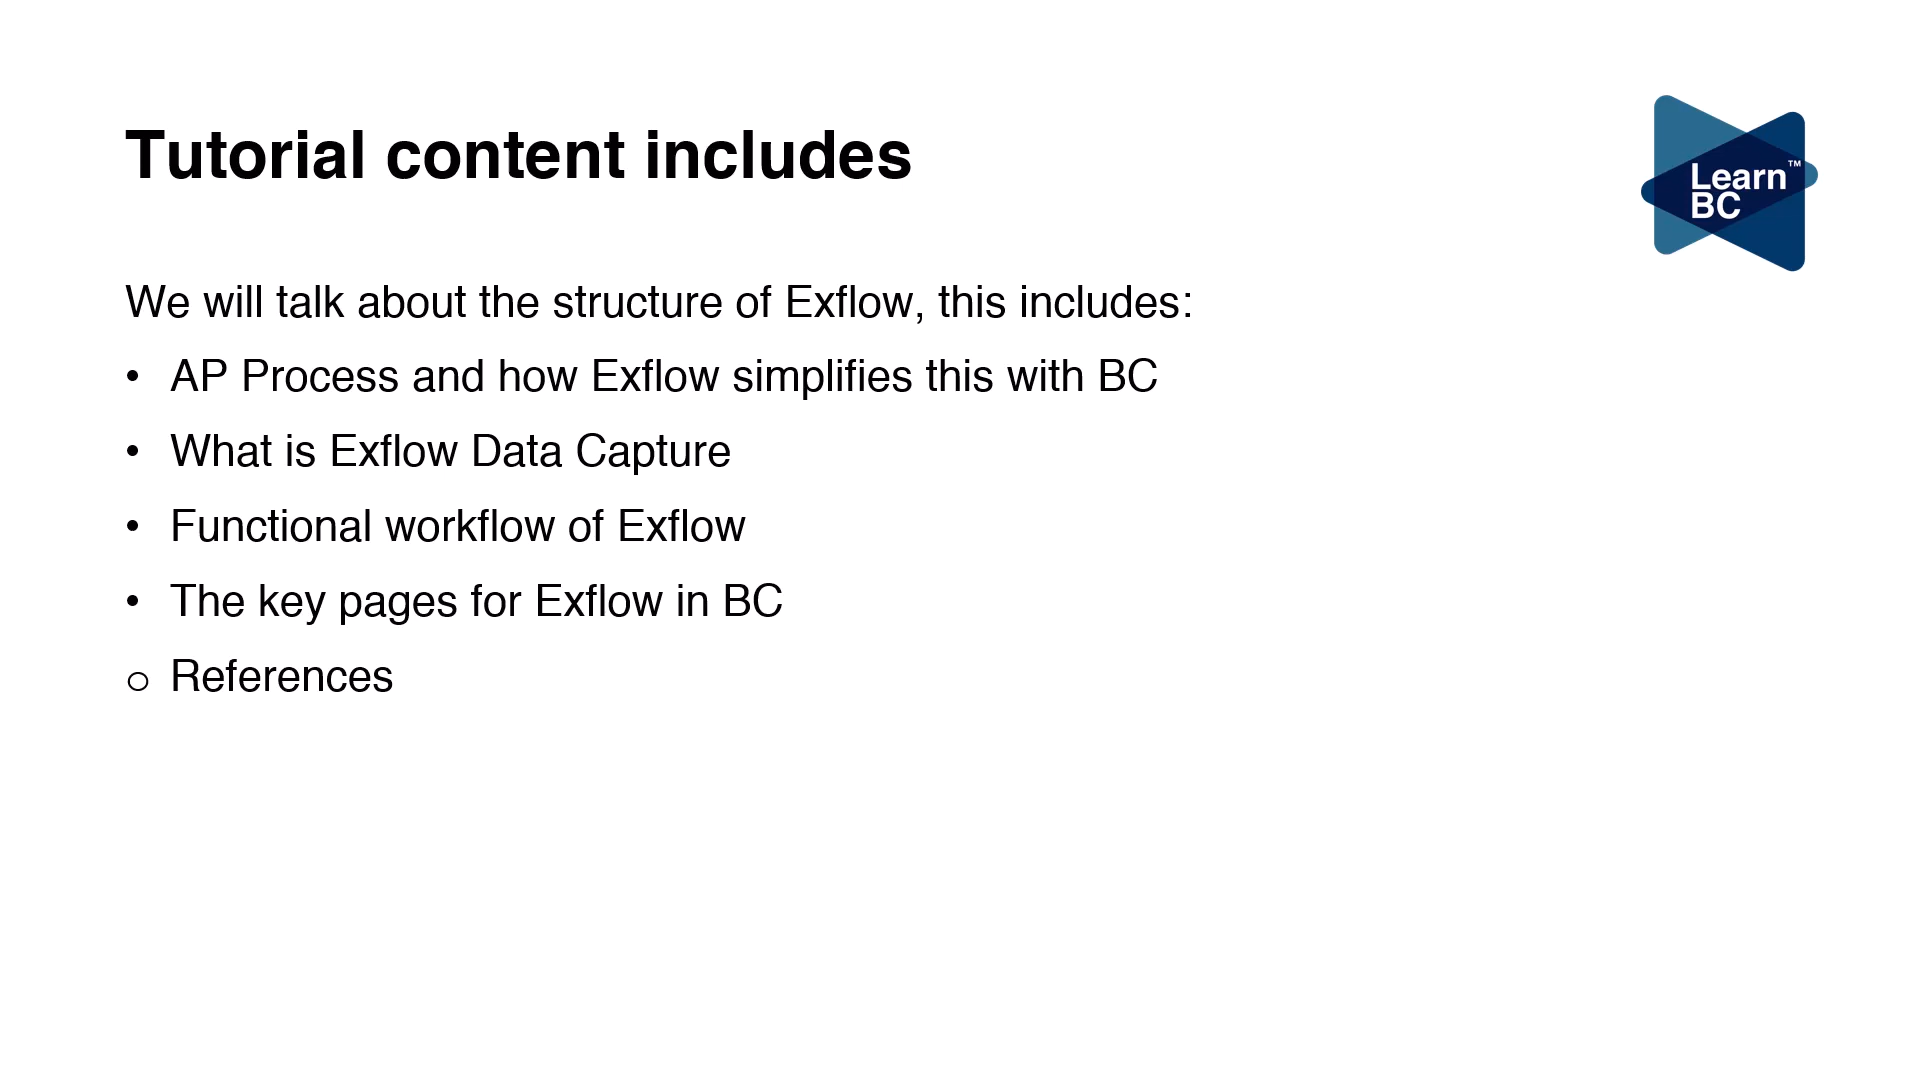 Tutorial content includes
Learn™
BC
We will talk about the structure of Exflow, this includes:
• AP Process and how Exflow simplifies this with BC
• What is Exflow Data Capture
• Functional workflow of Exflow
• The key pages for Exflow in BC
○ References